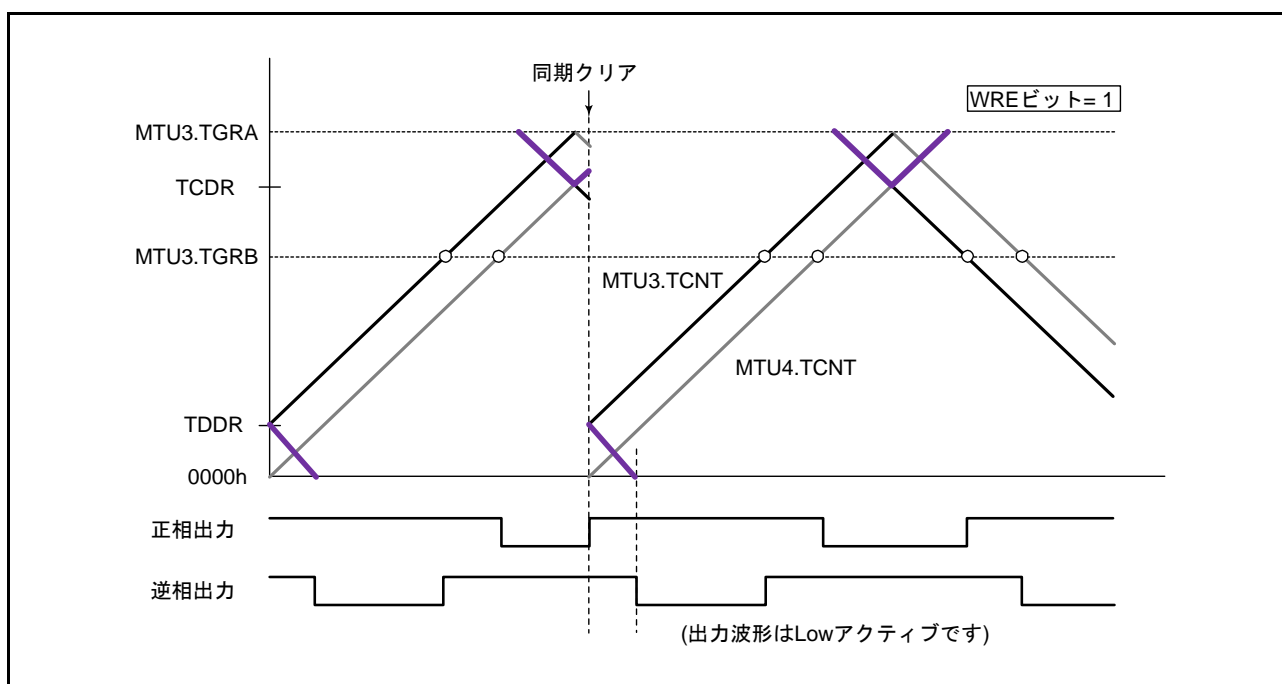 同期クリア
WREビット= 1
MTU3.TGRA
TCDR
MTU3.TGRB
MTU3.TCNT
MTU4.TCNT
TDDR
0000h
正相出力
逆相出力
(出力波形はLowアクティブです)